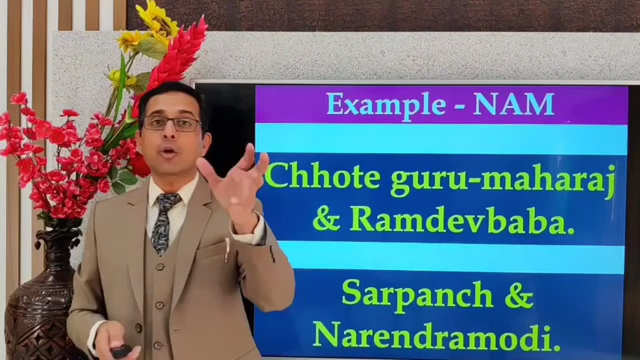 Example - NAM
Chhote guru-maharaj
& Ramdevbaba.
Sarpanch &
Narendramodi.